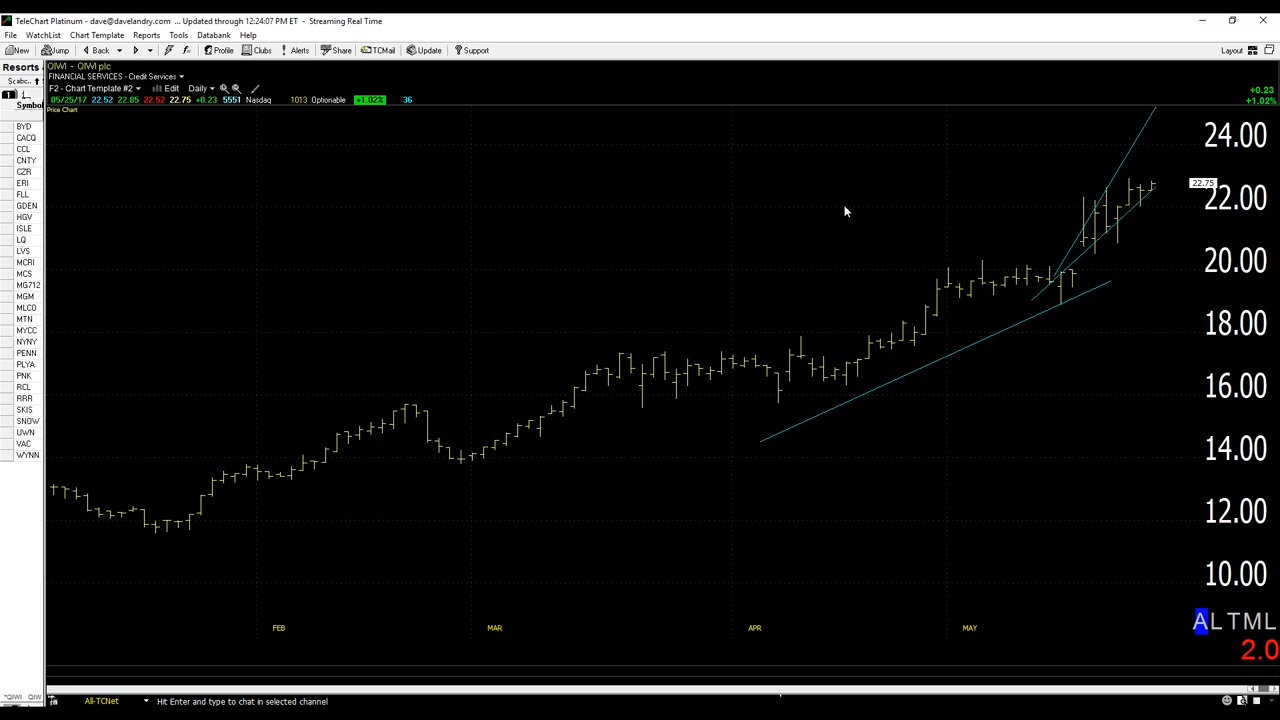 TeleChart Platinum - dave@davelandry.com ... Updated through 12:24:07 PM ET - Streaming Real Time
File WatchList Chart Template Reports Tools Databank Help
New Jump Back Profile Clubs Alerts Share TCMail Update Support Layout
Resorts
QIWI - QIWI plc
FINANCIAL SERVICES - Credit Services
F2 - Chart Template #2 Edit Daily
1 05/25/17 22.52 22.85 22.52 22.75 +0.23 5551 Nasdaq 1013 Optionable +1.02% 36
+0.23
+1.02%
Symbol
Price Chart
BYD
CACQ
CCL
CNTY
CZR
ERI
FLL
GDEN
HGV
ISLE
LQ
LVS
MCRI
MCS
MG712
MGM
MLCO
MTN
MYCC
NYNY
PENN
PLYA
PNK
RCL
RRR
SKIS
SNOW
UWN
VAC
WYNN
24.00
22.75
22.00
20.00
18.00
16.00
14.00
12.00
10.00
FEB MAR APR MAY
ALTML
2.0
*QIWI QIW
All-TCNet Hit Enter and type to chat in selected channel